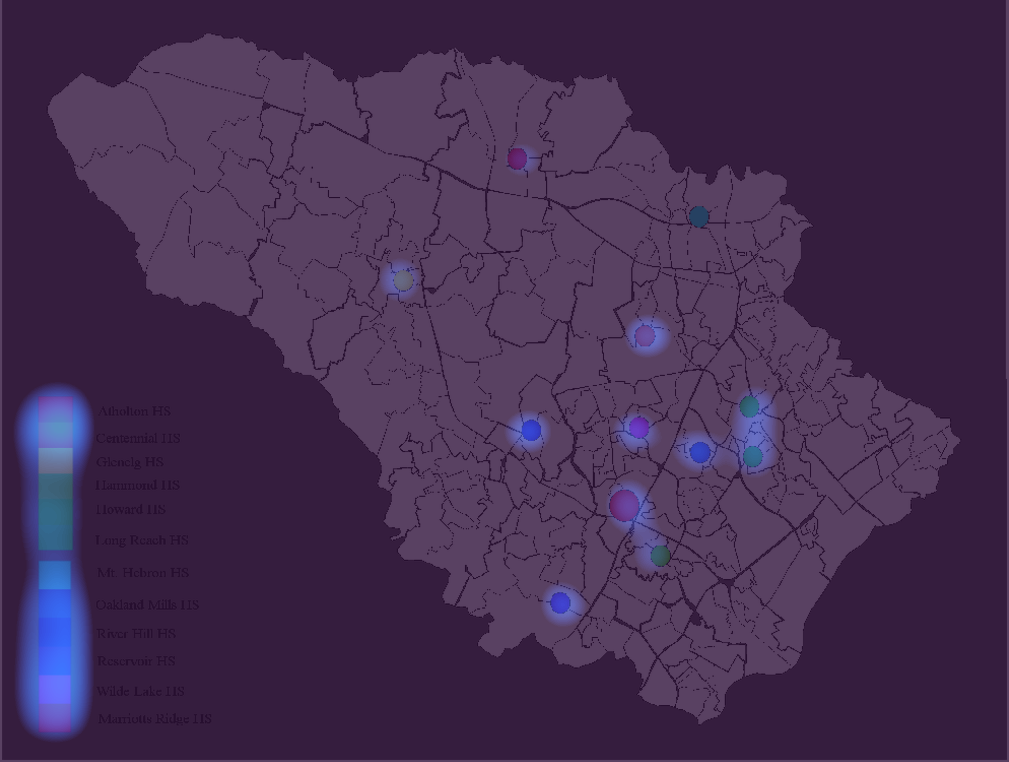 Atholton HS
Centennial HS
Glenelg HS
Hammond HS
Howard HS
Long Reach HS
Mt. Hebron HS
Oakland Mills HS
River Hill HS
Reservoir HS
Wilde Lake HS
Marriotts Ridge HS